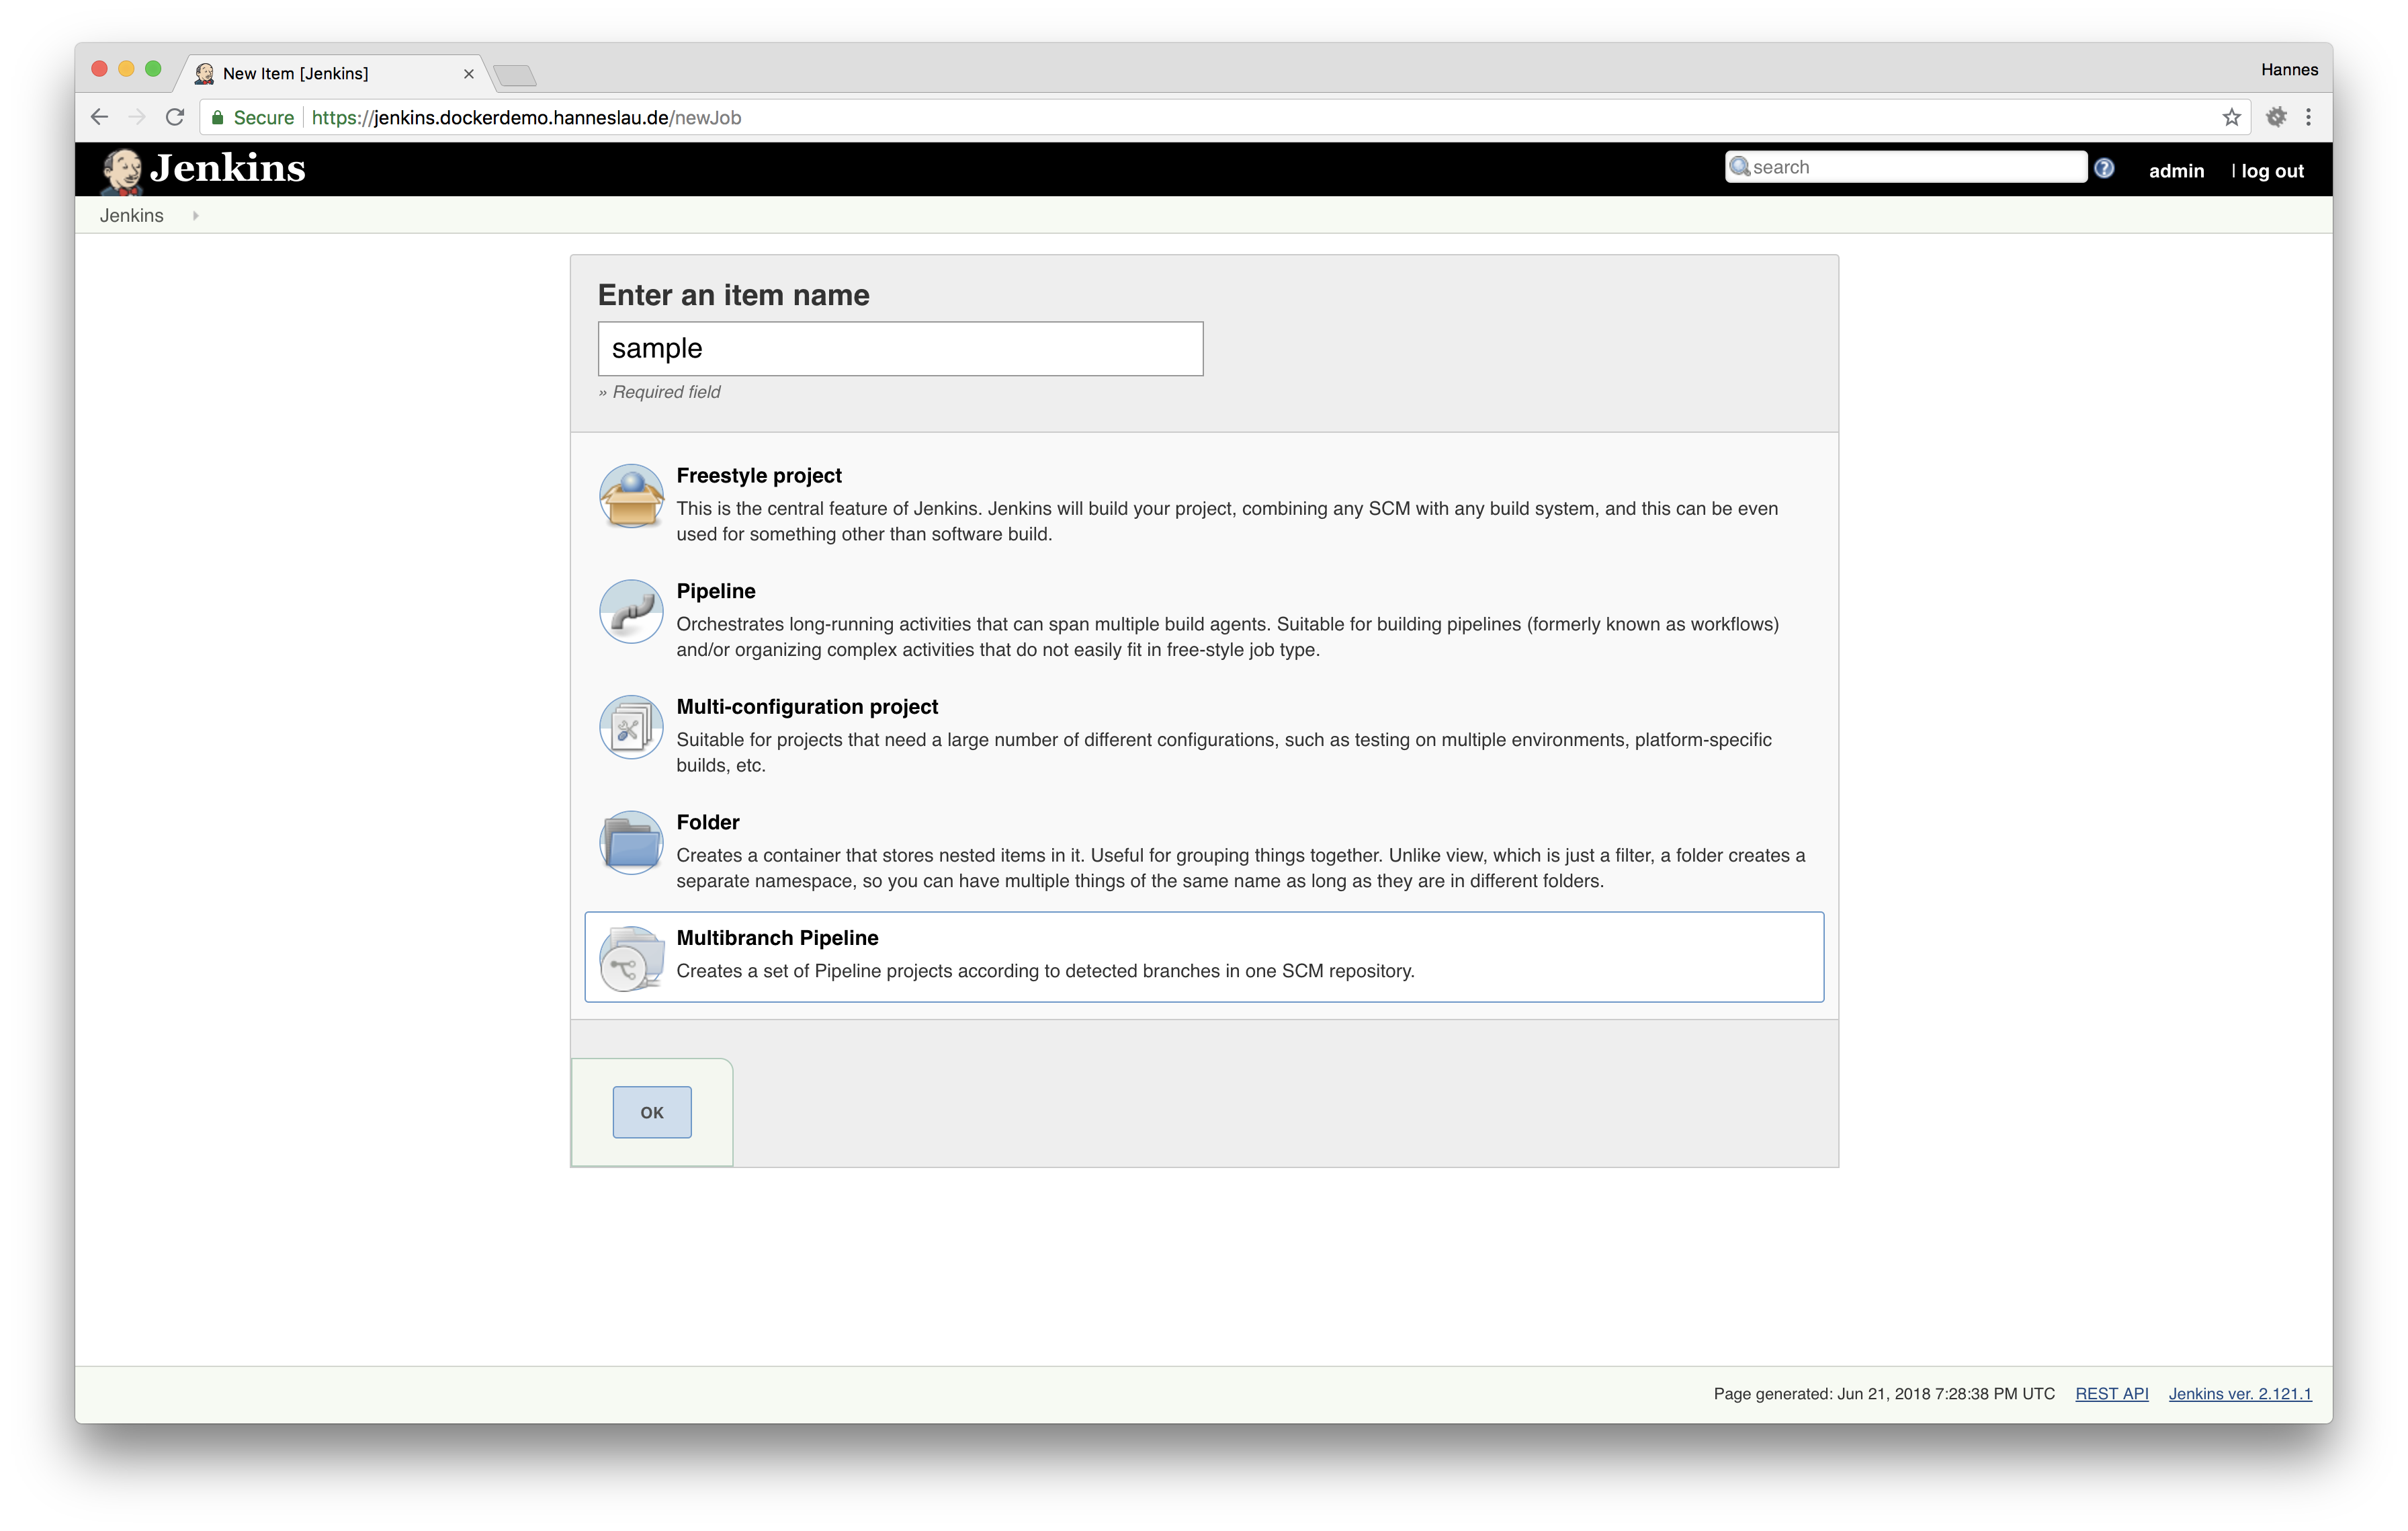 New Item [Jenkins]
Hannes
Secure https://jenkins.dockerdemo.hanneslau.de/newJob
Jenkins
search
admin
| log out
Jenkins
Enter an item name
sample
» Required field
Freestyle project
This is the central feature of Jenkins. Jenkins will build your project, combining any SCM with any build system, and this can be even
used for something other than software build.
Pipeline
Orchestrates long-running activities that can span multiple build agents. Suitable for building pipelines (formerly known as workflows)
and/or organizing complex activities that do not easily fit in free-style job type.
Multi-configuration project
Suitable for projects that need a large number of different configurations, such as testing on multiple environments, platform-specific
builds, etc.
Folder
Creates a container that stores nested items in it. Useful for grouping things together. Unlike view, which is just a filter, a folder creates a
separate namespace, so you can have multiple things of the same name as long as they are in different folders.
Multibranch Pipeline
Creates a set of Pipeline projects according to detected branches in one SCM repository.
OK
Page generated: Jun 21, 2018 7:28:38 PM UTC REST API Jenkins ver. 2.121.1